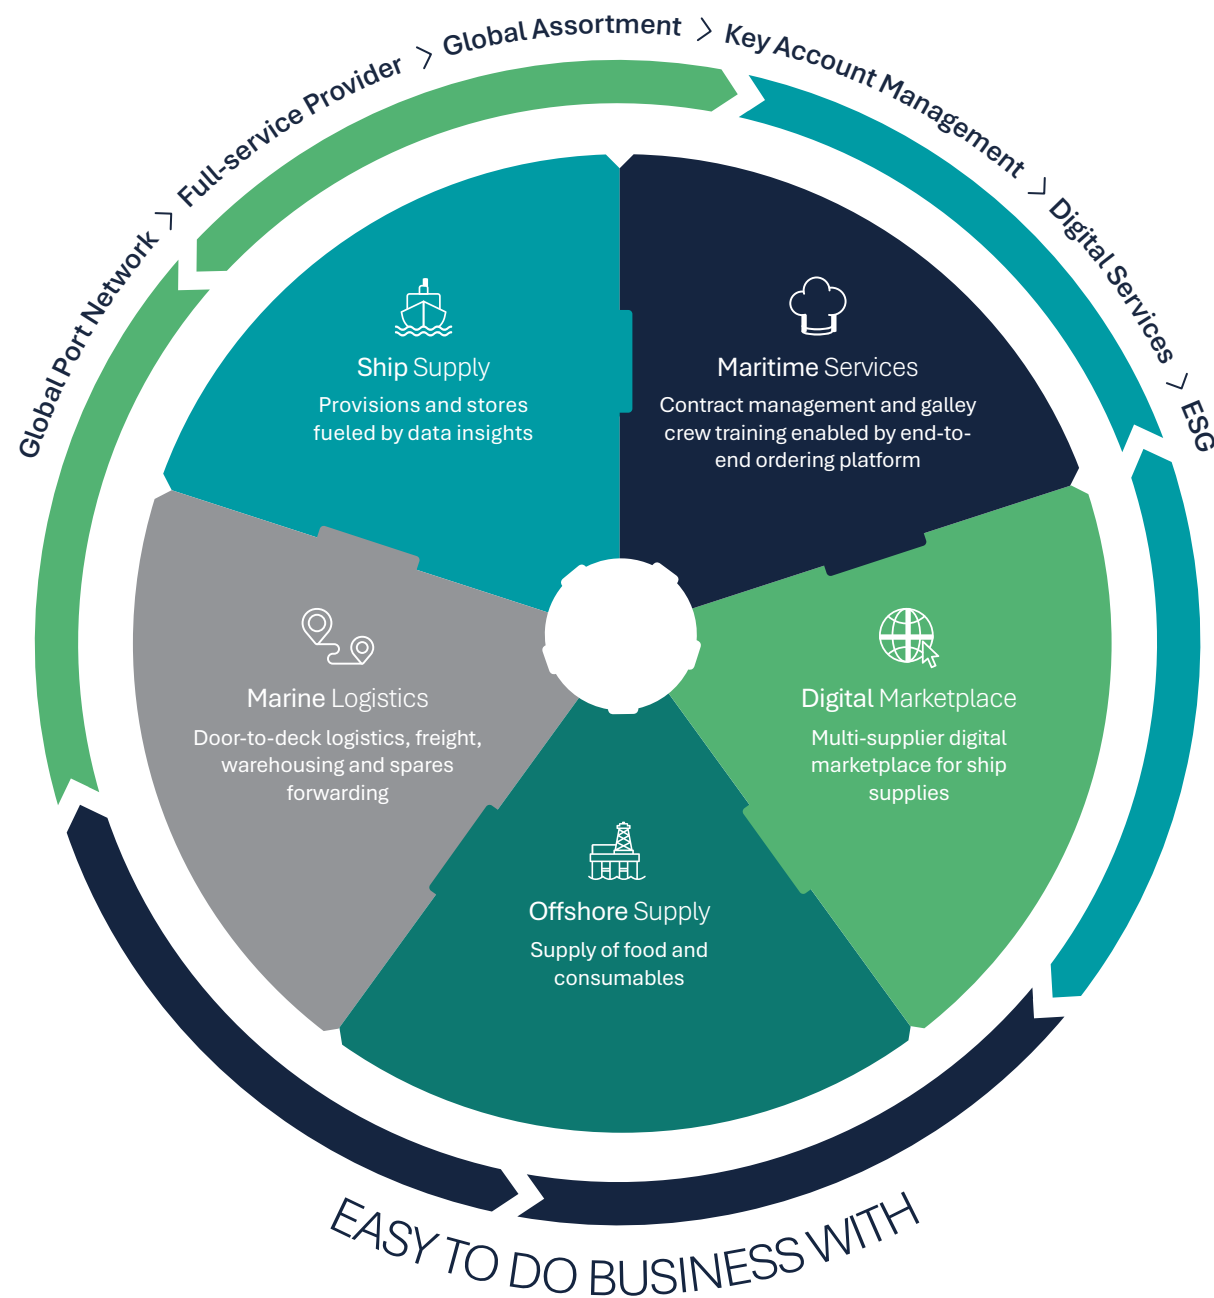 Global Port Network > Full-service Provider > Global Assortment > Key Account Management > Digital Services > ESG
Ship Supply
Provisions and stores
fueled by data insights
Maritime Services
Contract management and galley
crew training enabled by end-to-
end ordering platform
Marine Logistics
Door-to-deck logistics, freight,
warehousing and spares
forwarding
Digital Marketplace
Multi-supplier digital
marketplace for ship
supplies
Offshore Supply
Supply of food and
consumables
EASY TO DO BUSINESS WITH